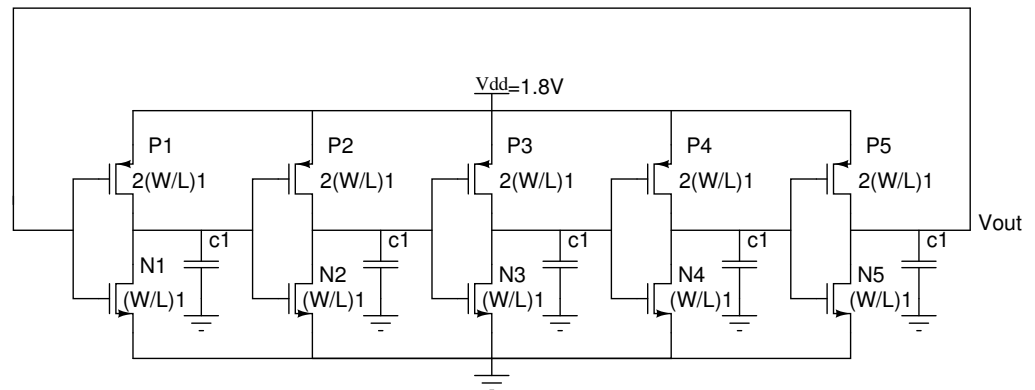 Vdd=1.8V
P1 P2 P3 P4 P5
2(W/L)1 2(W/L)1 2(W/L)1 2(W/L)1 2(W/L)1
Vout
c1 c1 c1 c1 c1
N1 N2 N3 N4 N5
(W/L)1 (W/L)1 (W/L)1 (W/L)1 (W/L)1